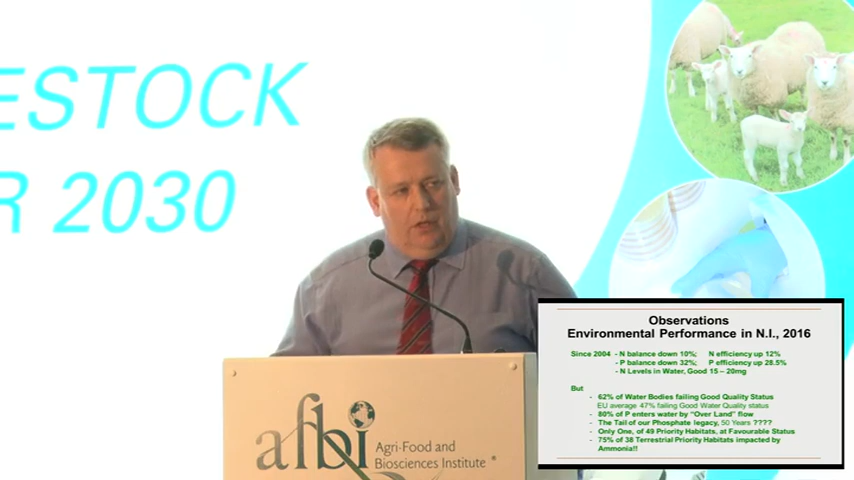 ESTOCK
R 2030
afbi Agri-Food and
Biosciences Institute
Observations
Environmental Performance in N.I., 2016
Since 2004 - N balance down 10%; N efficiency up 12%
- P balance down 32%; P efficiency up 28.5%
- N Levels in Water, Good 15 – 20mg
But
- 62% of Water Bodies failing Good Quality Status
EU average 47% failing Good Water Quality status
- 80% of P enters water by "Over Land" flow
- The Tail of our Phosphate legacy, 50 Years ????
- Only One, of 49 Priority Habitats, at Favourable Status
- 75% of 38 Terrestrial Priority Habitats impacted by
Ammonia!!